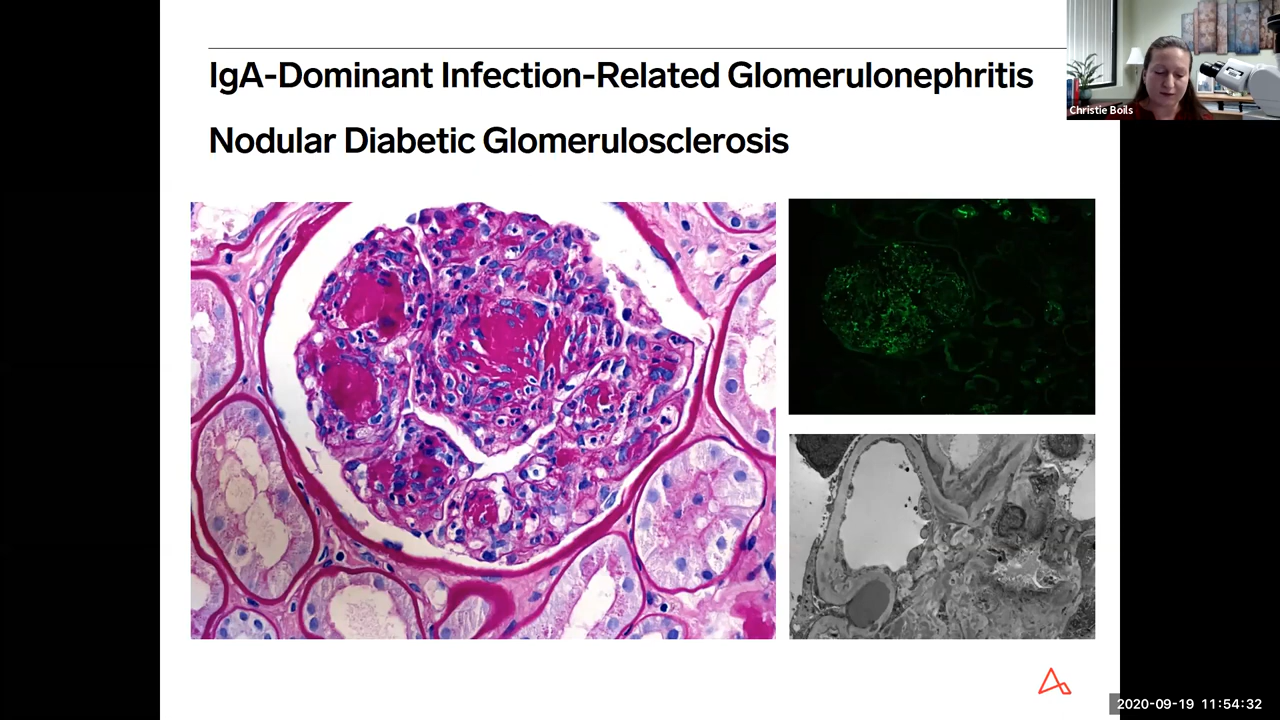 IgA-Dominant Infection-Related Glomerulonephritis
Nodular Diabetic Glomerulosclerosis
Christie Boils
2020-09-19 11:54:32